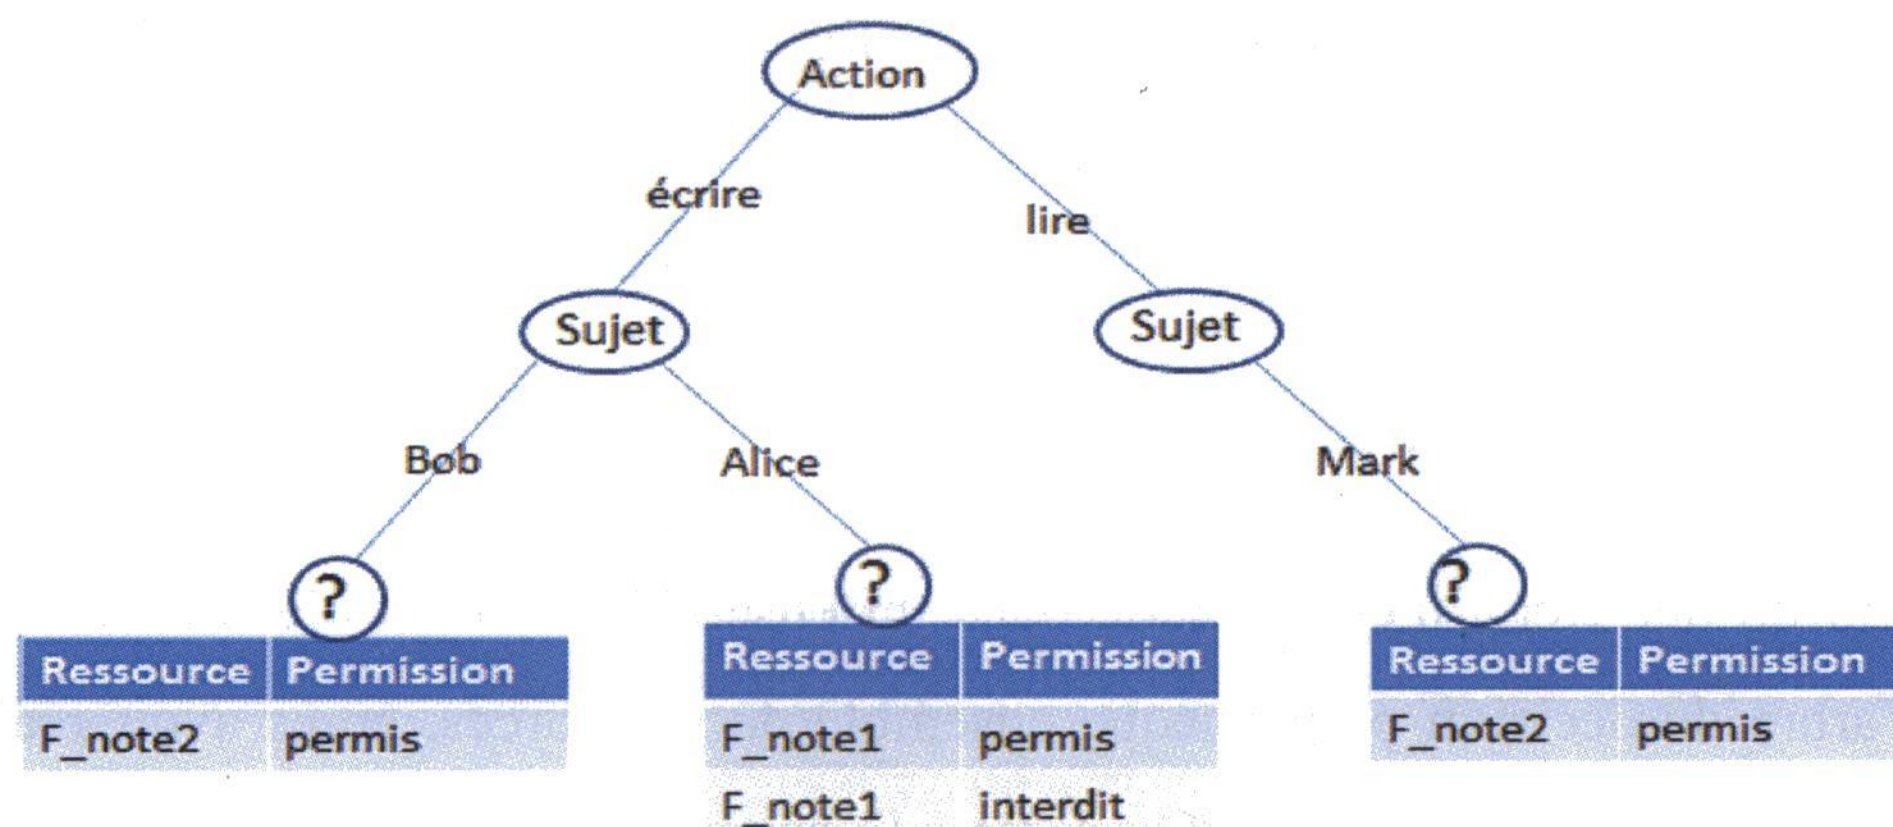 Action
écrire
lire
Sujet
Sujet
Bob
Alice
Mark
?
?
?
Ressource Permission
F_note2 permis
Ressource Permission
F_note1 permis
F_note1 interdit
Ressource Permission
F_note2 permis